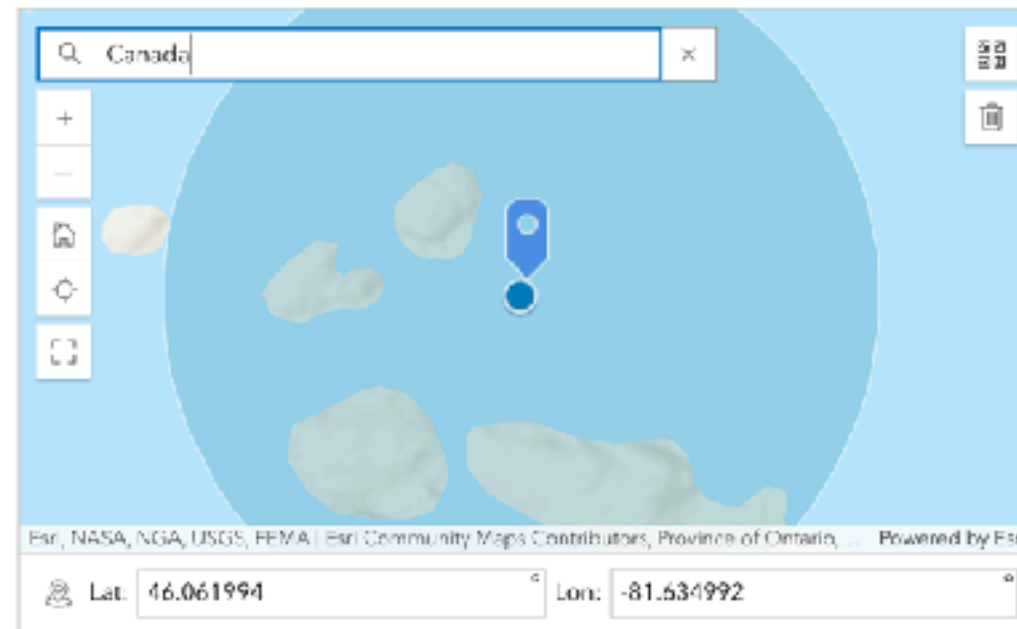 Canada
Esri, NASA, NGA, USGS, FEMA | Esri Community Maps Contributors, Province of Ontario, ... Powered by Esr
Lat: 46.061994 ° Lon: -81.634992 °